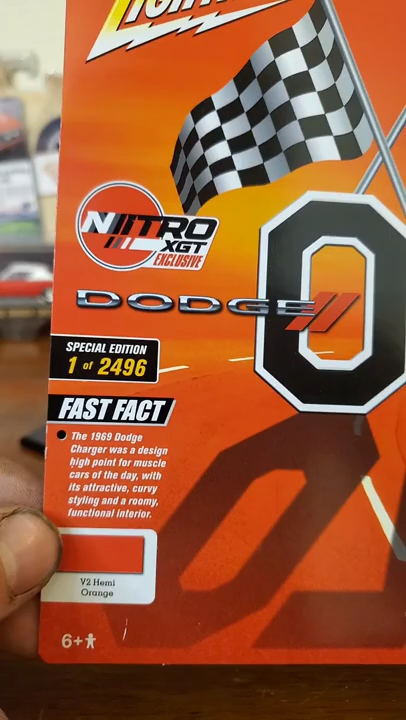 NITRO
XGT
EXCLUSIVE
DODGE
SPECIAL EDITION
1 of 2496
FAST FACT
The 1969 Dodge
Charger was a design
high point for muscle
cars of the day, with
its attractive, curvy
styling and a roomy,
functional interior.
V2 Hemi
Orange
6+
0